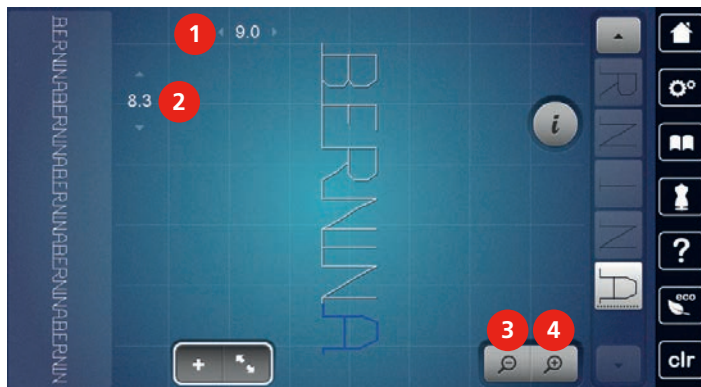 BERNINABERNINABERNINABERNINABERNINABERNIN
1
9.0
8.3
2
BERNINA
i
R
N
I
N
A
3
4
+
?
eco
clr